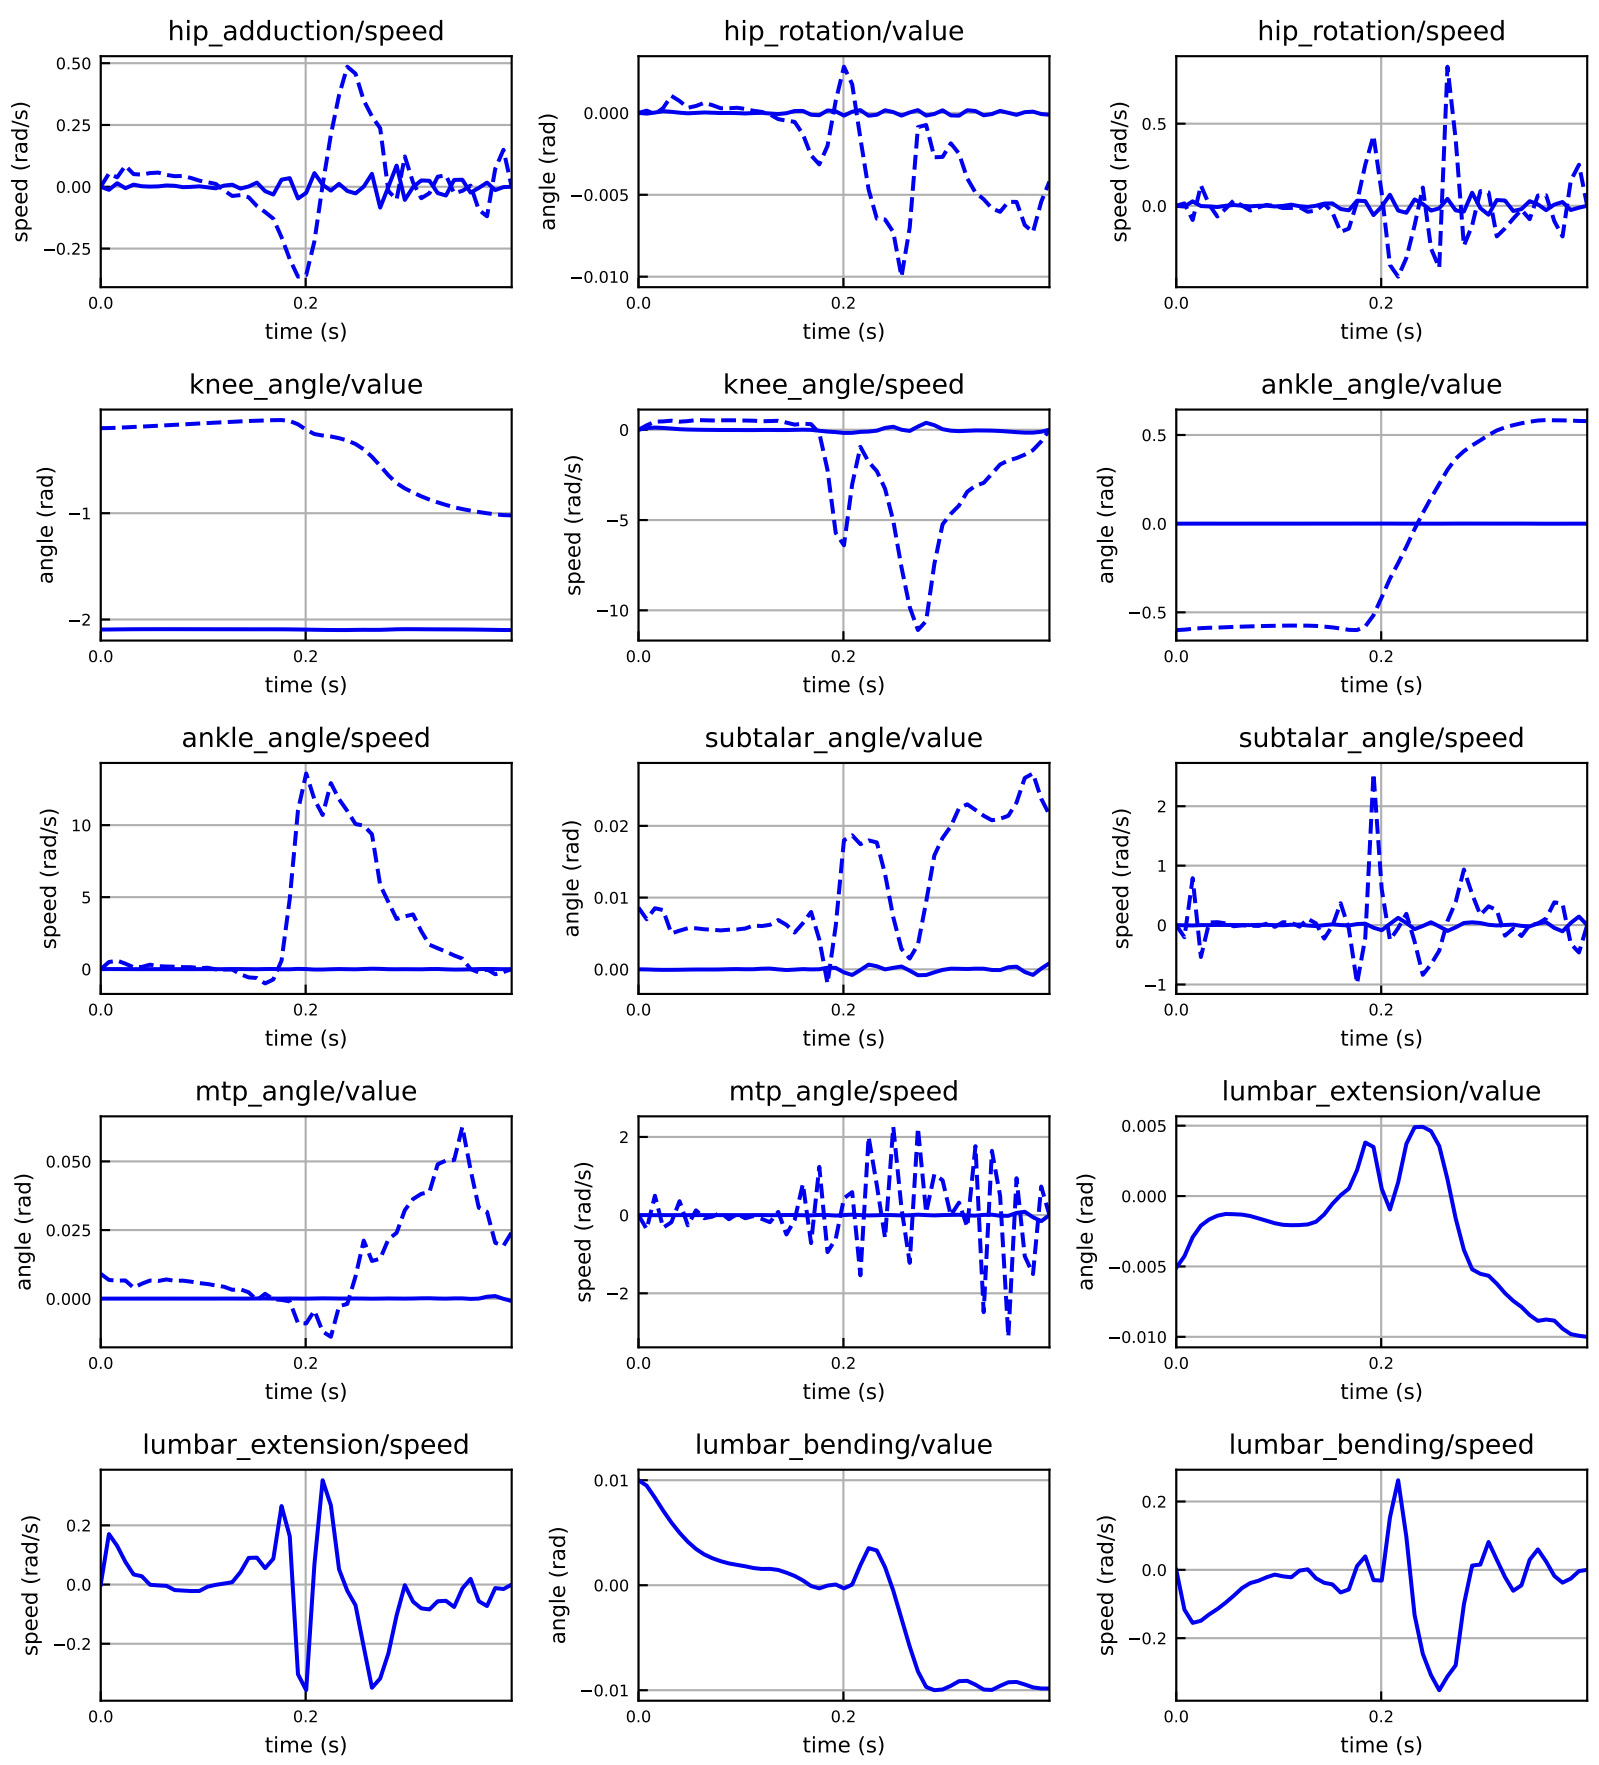 hip_adduction/speed
speed (rad/s)
0.50
0.25
0.00
−0.25
0.0
0.2
time (s)
hip_rotation/value
angle (rad)
0.000
−0.005
−0.010
0.0
0.2
time (s)
hip_rotation/speed
speed (rad/s)
0.5
0.0
0.0
0.2
time (s)
knee_angle/value
angle (rad)
−1
−2
0.0
0.2
time (s)
knee_angle/speed
speed (rad/s)
0
−5
−10
0.0
0.2
time (s)
ankle_angle/value
angle (rad)
0.5
0.0
−0.5
0.0
0.2
time (s)
ankle_angle/speed
speed (rad/s)
10
5
0
0.0
0.2
time (s)
subtalar_angle/value
angle (rad)
0.02
0.01
0.00
0.0
0.2
time (s)
subtalar_angle/speed
speed (rad/s)
2
1
0
−1
0.0
0.2
time (s)
mtp_angle/value
angle (rad)
0.050
0.025
0.000
0.0
0.2
time (s)
mtp_angle/speed
speed (rad/s)
2
0
−2
0.0
0.2
time (s)
lumbar_extension/value
angle (rad)
0.005
0.000
−0.005
−0.010
0.0
0.2
time (s)
lumbar_extension/speed
speed (rad/s)
0.2
0.0
−0.2
0.0
0.2
time (s)
lumbar_bending/value
angle (rad)
0.01
0.00
−0.01
0.0
0.2
time (s)
lumbar_bending/speed
speed (rad/s)
0.2
0.0
−0.2
0.0
0.2
time (s)